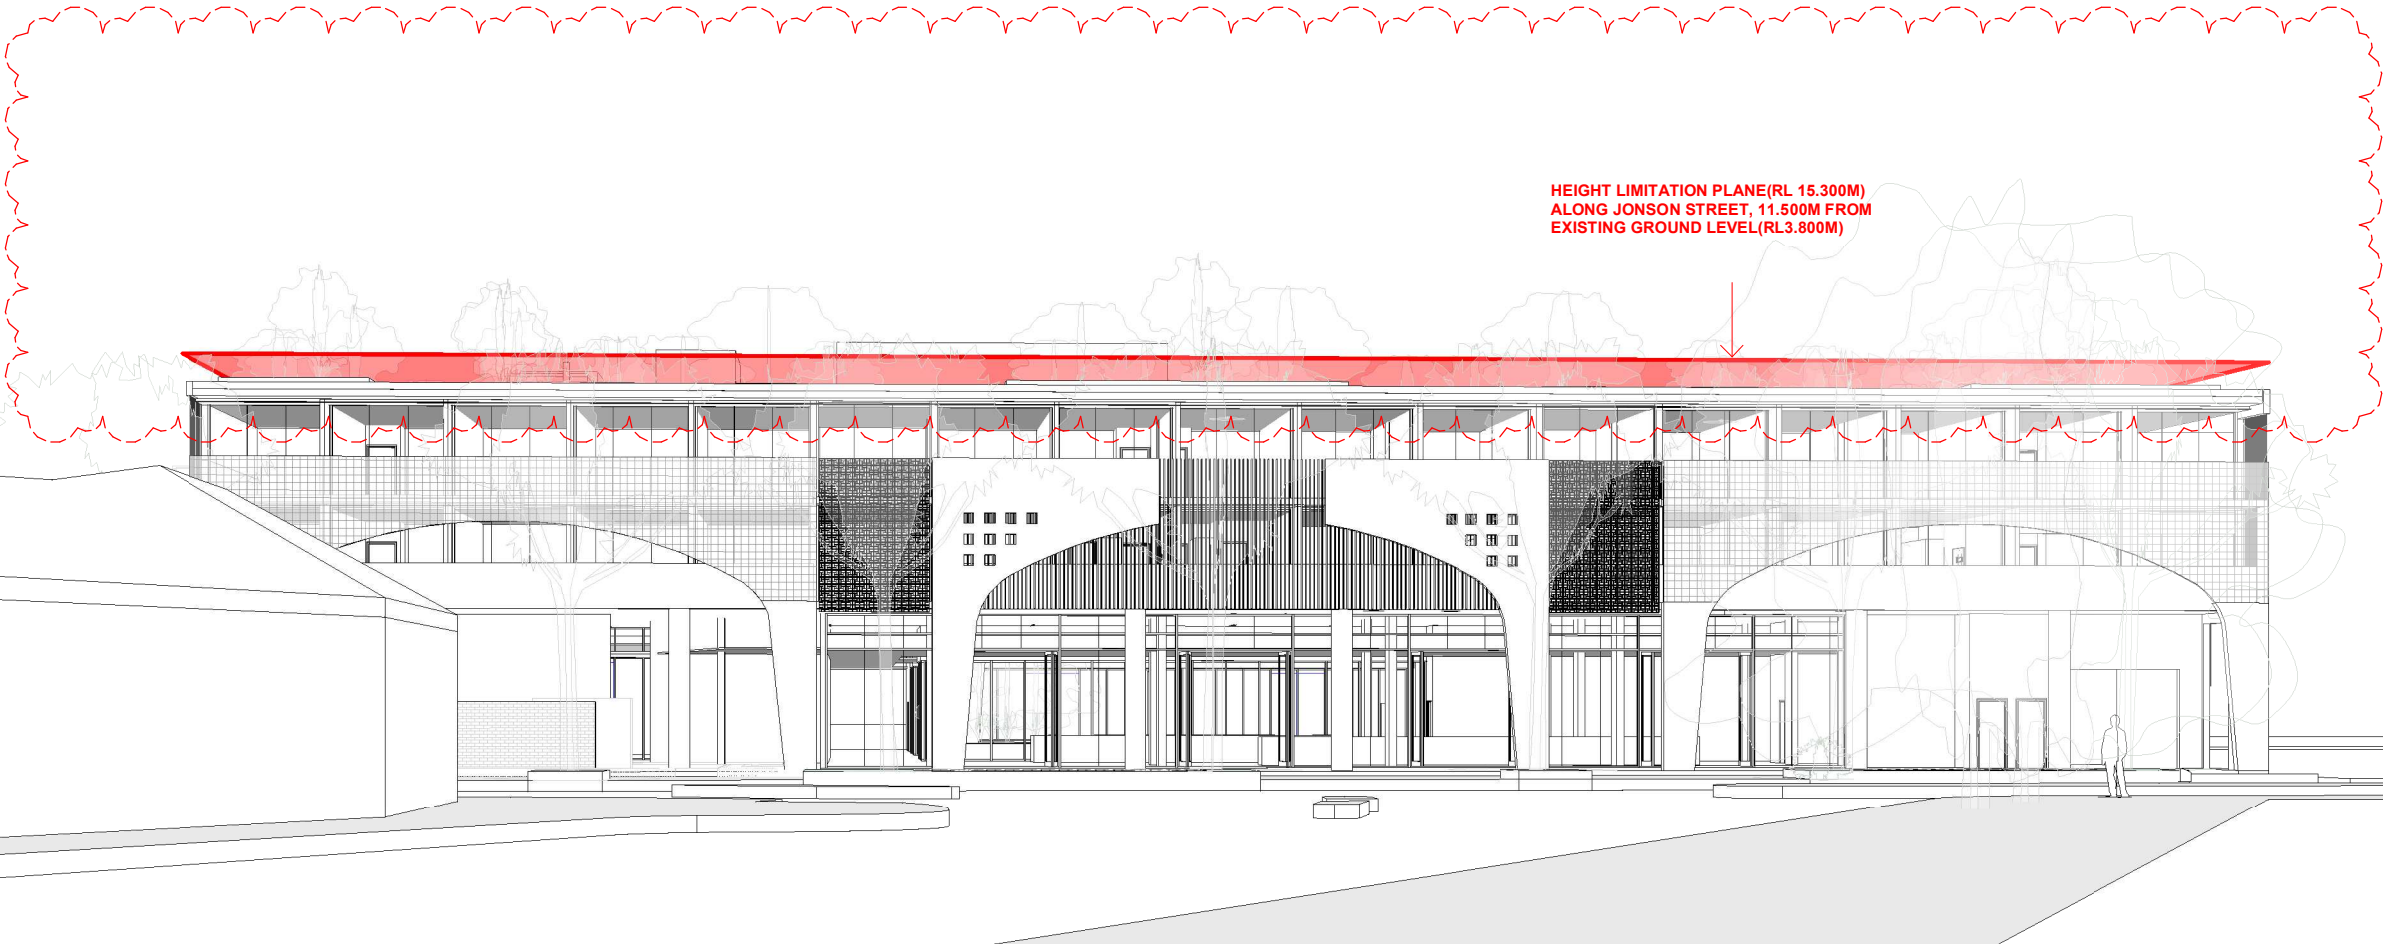 HEIGHT LIMITATION PLANE(RL 15.300M)
ALONG JONSON STREET, 11.500M FROM
EXISTING GROUND LEVEL(RL3.800M)